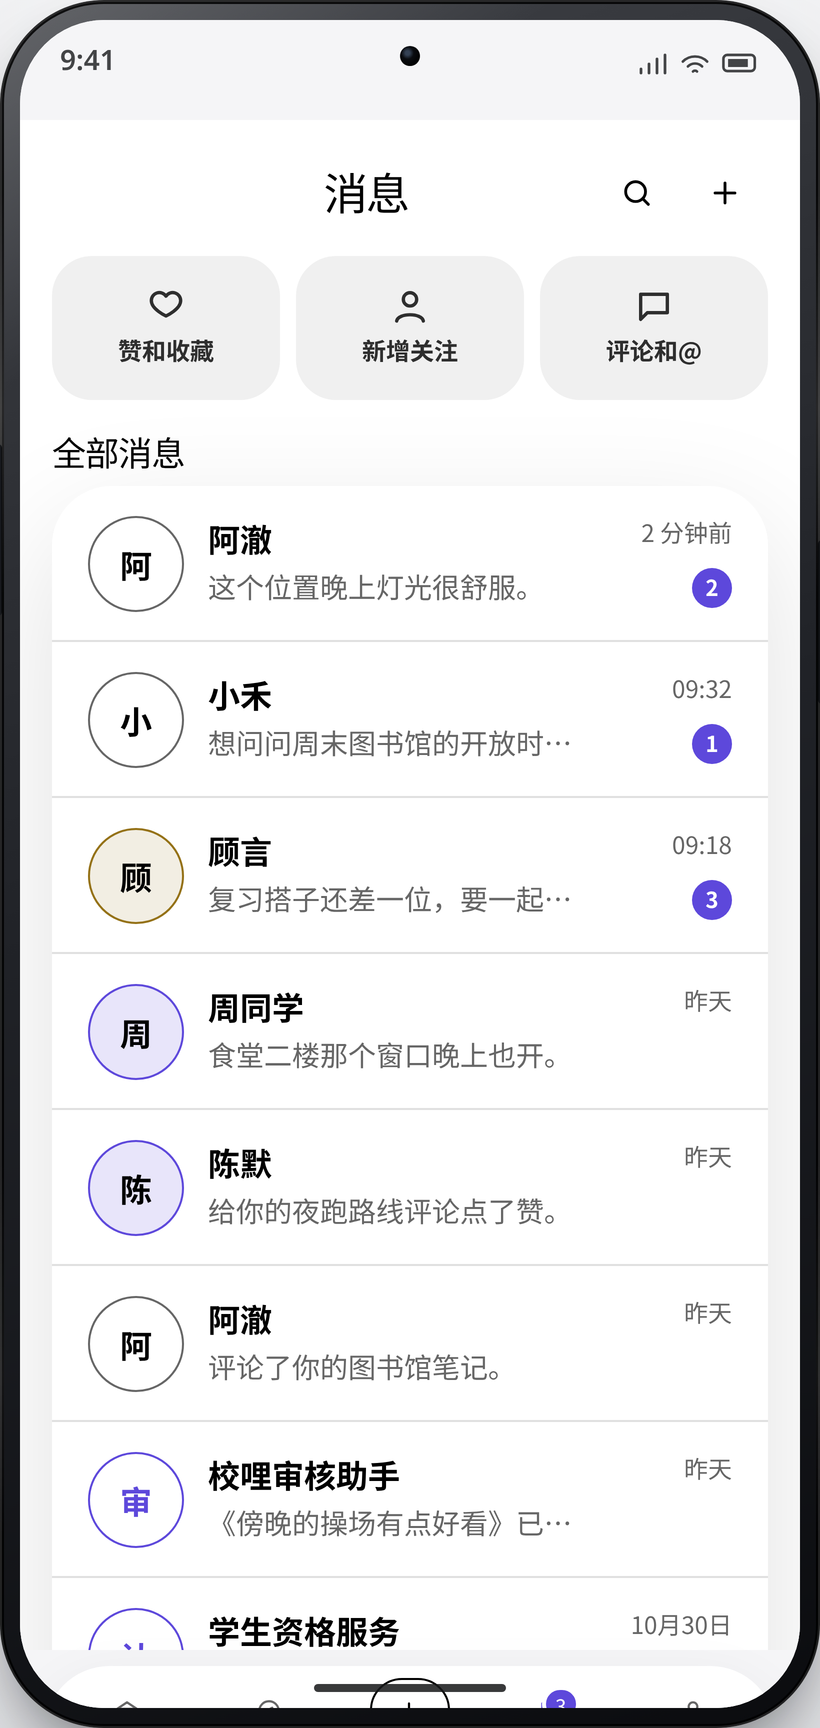 9:41
消息
赞和收藏
新增关注
评论和@
全部消息
阿
阿澈
2 分钟前
这个位置晚上灯光很舒服。
2
小
小禾
09:32
想问问周末图书馆的开放时…
1
顾
顾言
09:18
复习搭子还差一位，要一起…
3
周
周同学
昨天
食堂二楼那个窗口晚上也开。
陈
陈默
昨天
给你的夜跑路线评论点了赞。
阿
阿澈
昨天
评论了你的图书馆笔记。
审
校哩审核助手
昨天
《傍晚的操场有点好看》已…
学生资格服务
10月30日
3